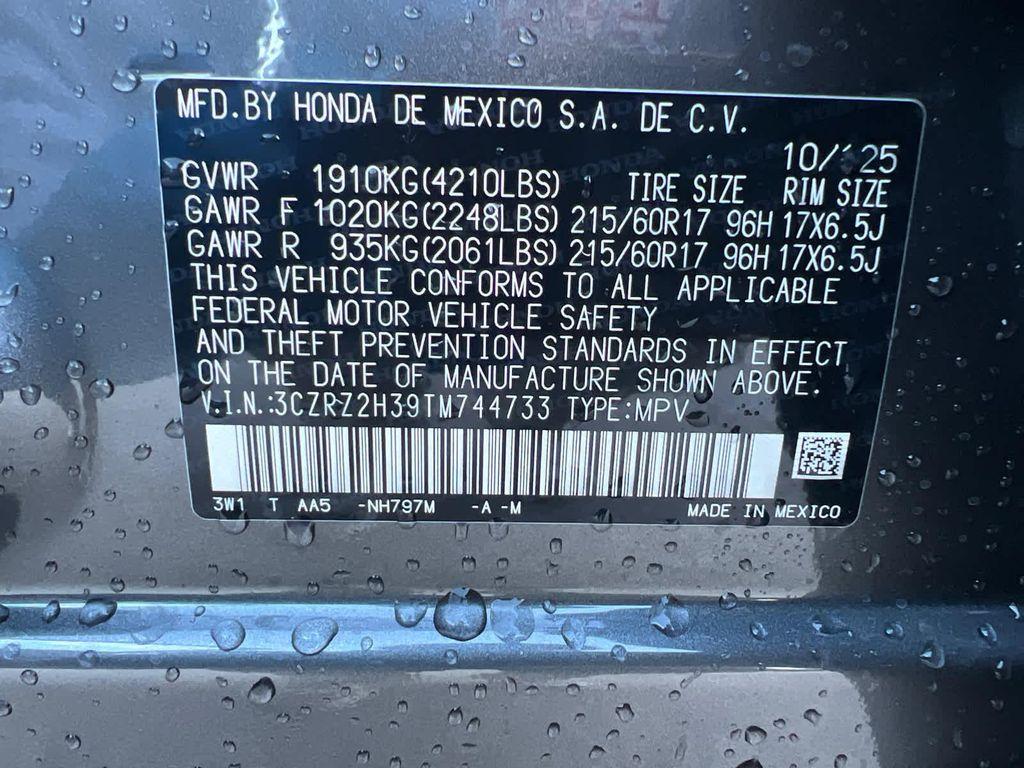 MFD.BY HONDA DE MEXICO S.A. DE C.V.
10/'25
GVWR 1910KG(4210LBS) TIRE SIZE RIM SIZE
GAWR F 1020KG(2248LBS) 215/60R17 96H 17X6.5J
GAWR R 935KG(2061LBS) 215/60R17 96H 17X6.5J
THIS VEHICLE CONFORMS TO ALL APPLICABLE
FEDERAL MOTOR VEHICLE SAFETY
AND THEFT PREVENTION STANDARDS IN EFFECT
ON THE DATE OF MANUFACTURE SHOWN ABOVE.
V.I.N.:3CZRZ2H39TM744733 TYPE:MPV
3W1 T AA5 -NH797M -A -M MADE IN MEXICO